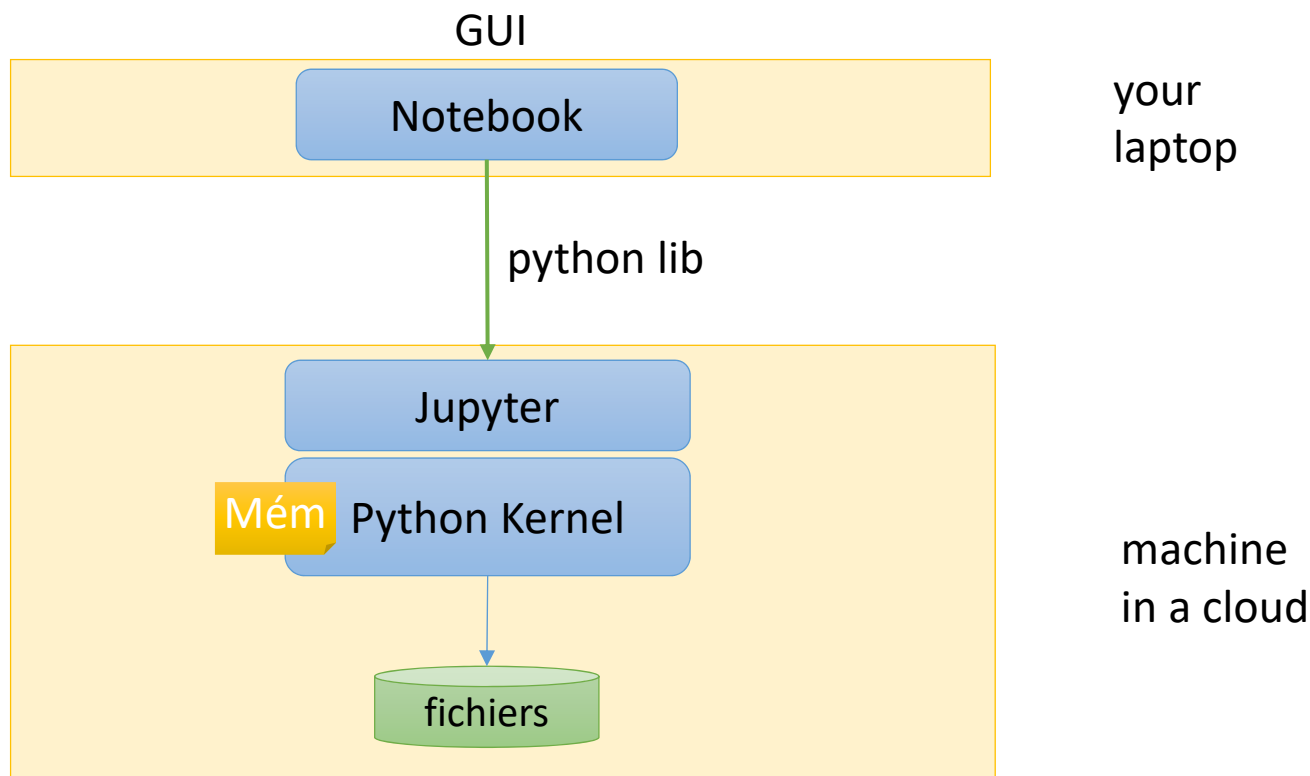 GUI
Notebook
your
laptop
python lib
Jupyter
Mém
Python Kernel
machine
in a cloud
fichiers